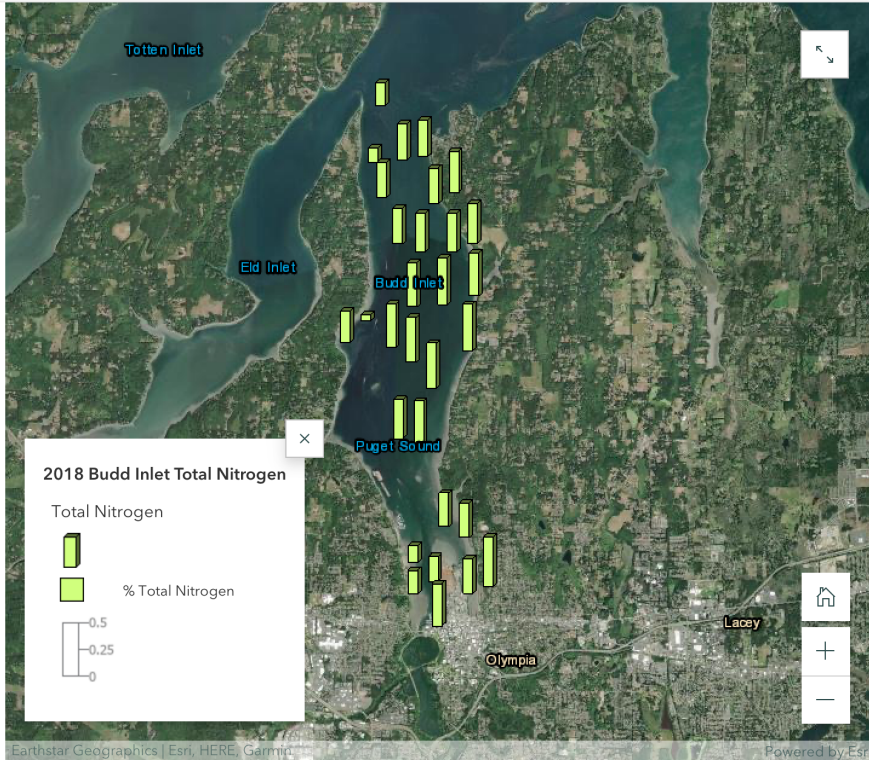 Totten Inlet
Eld Inlet
Budd Inlet
Puget Sound
2018 Budd Inlet Total Nitrogen
Total Nitrogen
% Total Nitrogen
0.5
0.25
0
Lacey
Olympia
Earthstar Geographics | Esri, HERE, Garmin
Powered by Esr